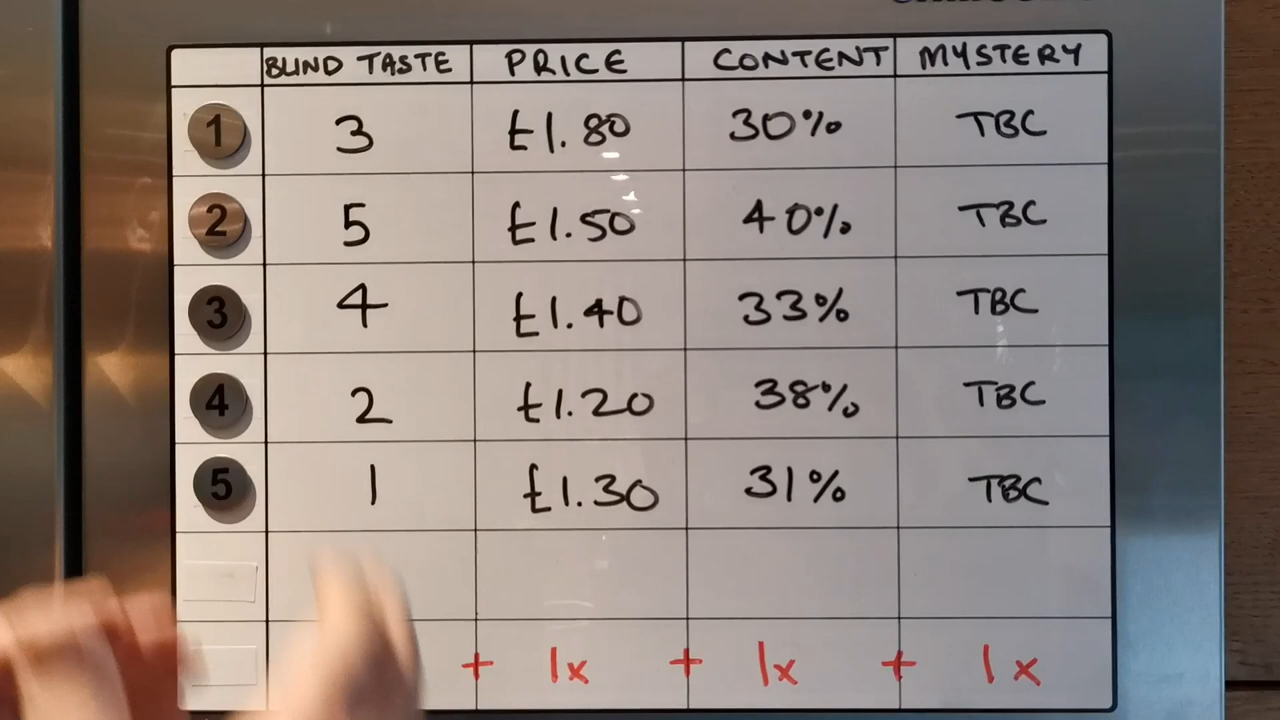 BLIND TASTE PRICE CONTENT MYSTERY
1 3 £1.80 30% TBC
2 5 £1.50 40% TBC
3 4 £1.40 33% TBC
4 2 £1.20 38% TBC
5 1 £1.30 31% TBC
+ 1x + 1x + 1x